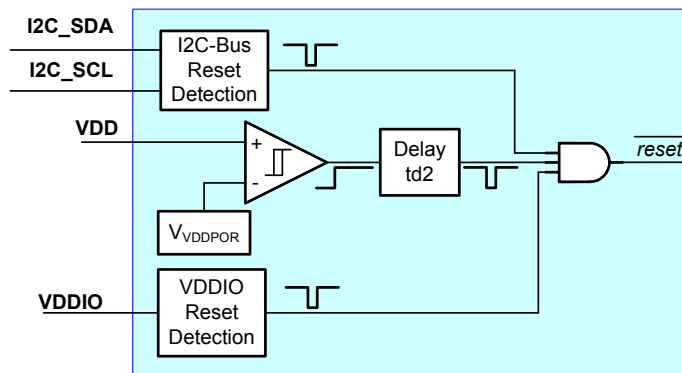 I2C_SDA
I2C_SCL
I2C-Bus
Reset
Detection
VDD
+
-
Delay
td2
reset
VVDDPOR
VDDIO
VDDIO
Reset
Detection